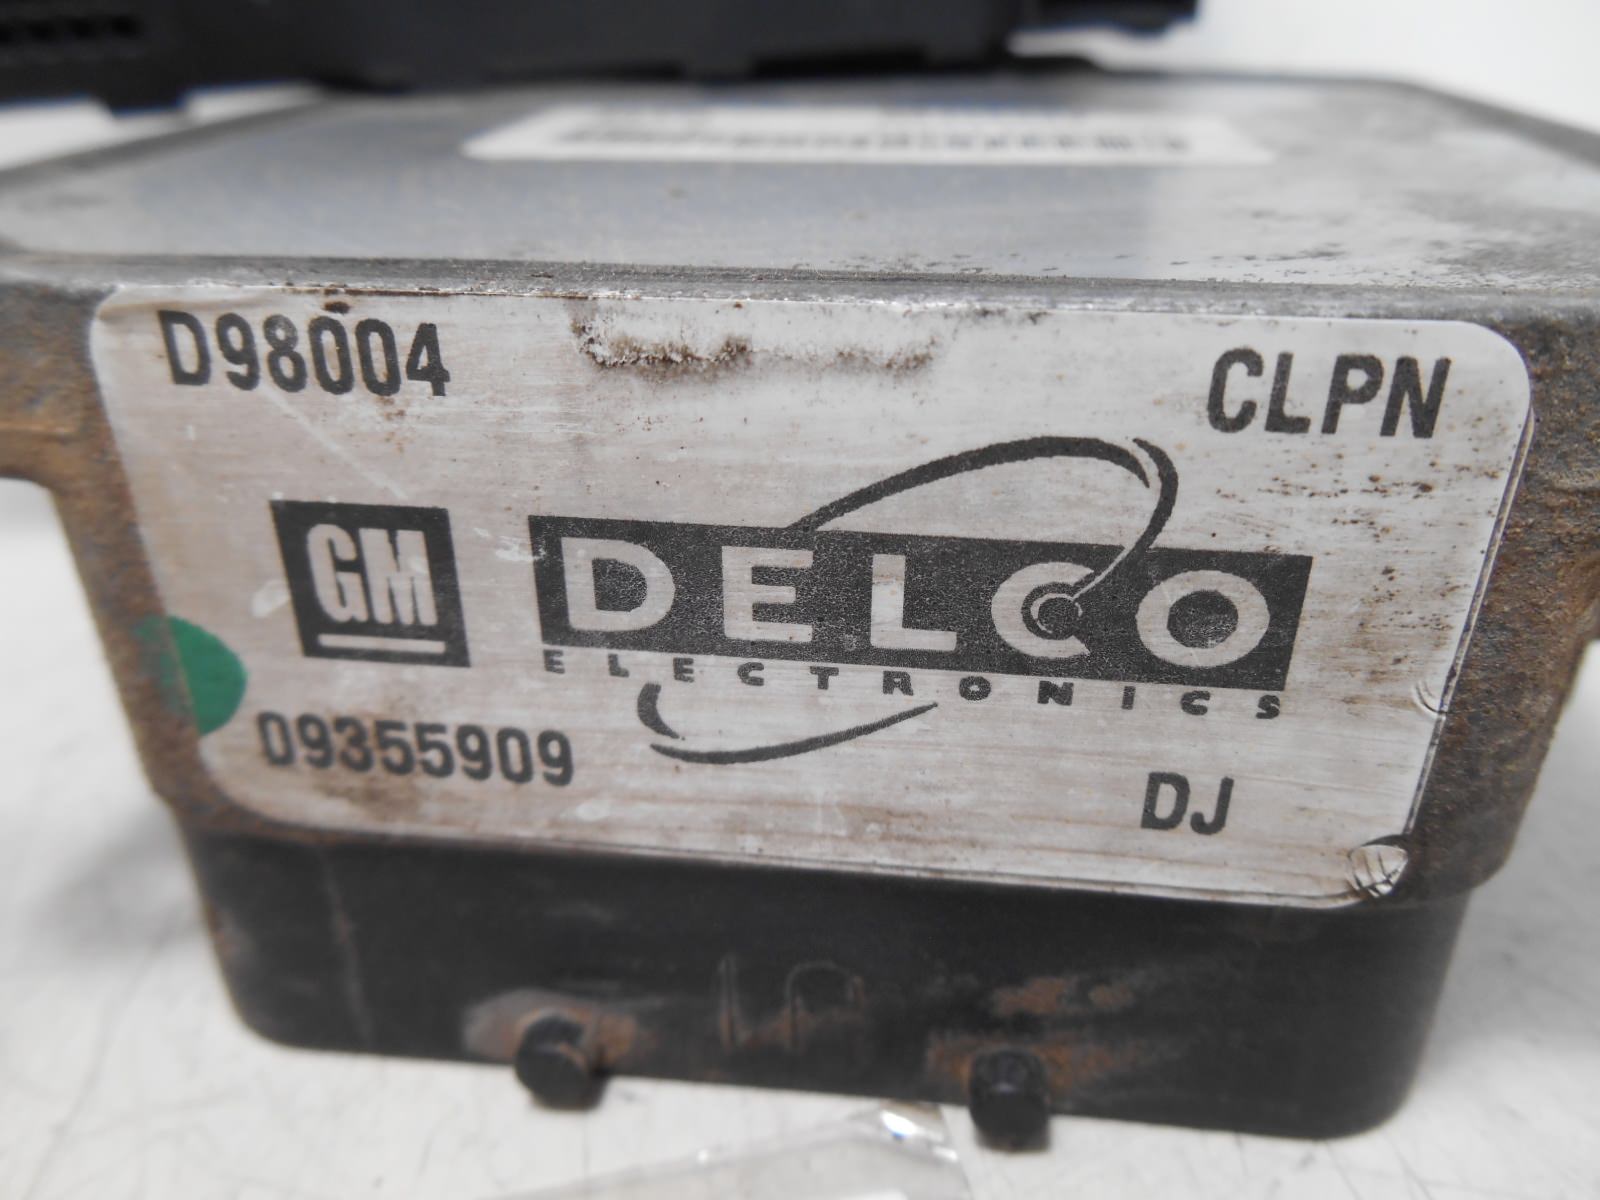 D98004
CLPN
GM
DELCO
ELECTRONICS
09355909
DJ